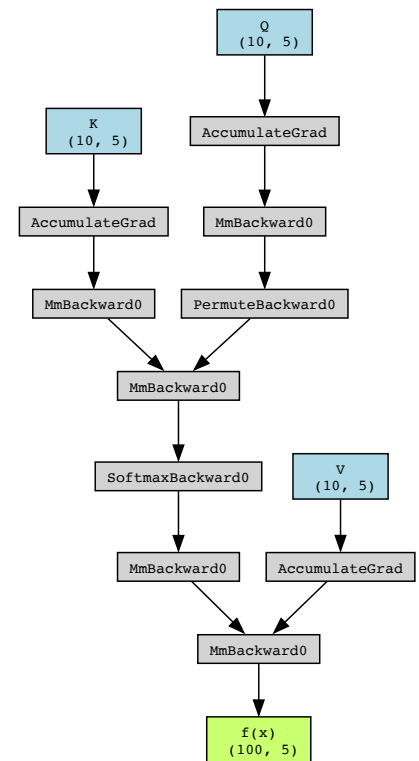 Q
(10, 5)
K
(10, 5)
AccumulateGrad
AccumulateGrad
MmBackward0
MmBackward0
PermuteBackward0
MmBackward0
SoftmaxBackward0
V
(10, 5)
MmBackward0
AccumulateGrad
MmBackward0
f(x)
(100, 5)